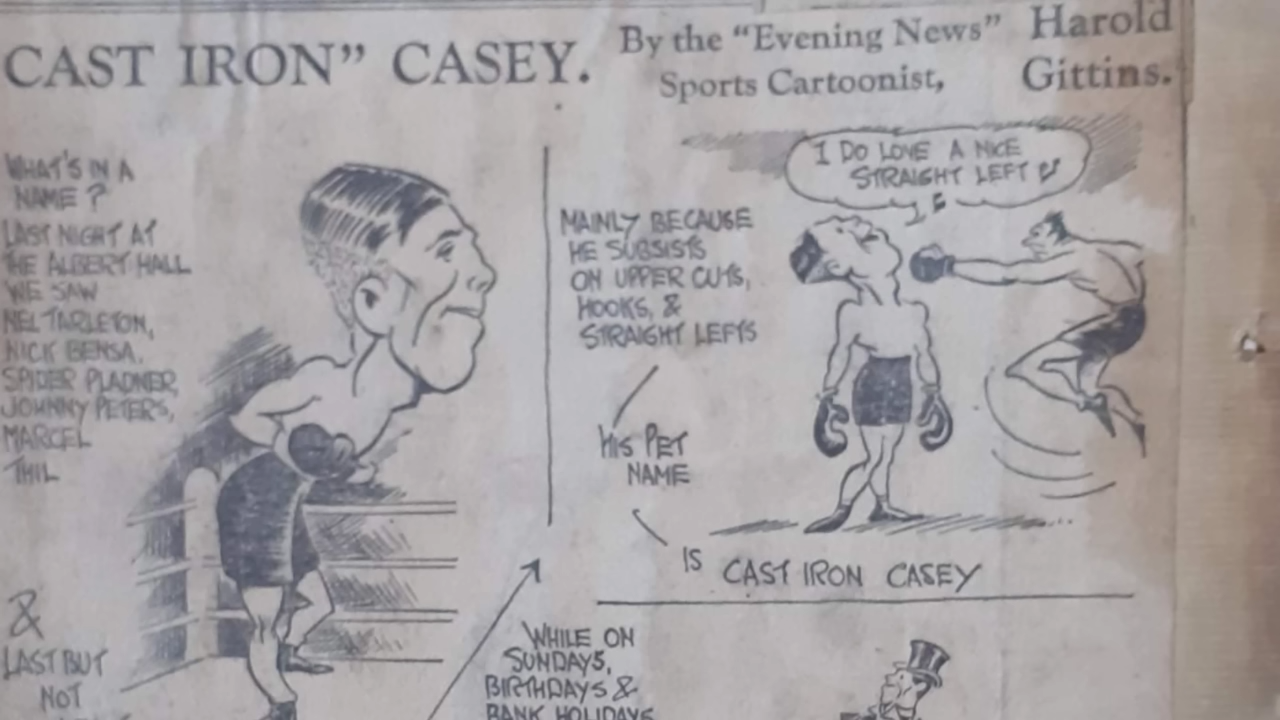 CAST IRON" CASEY.
By the "Evening News"
Sports Cartoonist,
Harold
Gittins.
WHAT'S IN A
NAME?
LAST NIGHT AT
THE ALBERT HALL
WE SAW
NEL TARLETON,
NICK BENSA,
SPIDER PLADNER,
JOHNNY PETERS,
MARCEL
THIL
&
LAST BUT
NOT
MAINLY BECAUSE
HE SUBSISTS
ON UPPER CUTS,
HOOKS, &
STRAIGHT LEFTS
I DO LOVE A NICE
STRAIGHT LEFT
HIS PET
NAME
IS CAST IRON CASEY
WHILE ON
SUNDAYS,
BIRTHDAYS &
BANK HOLIDAYS